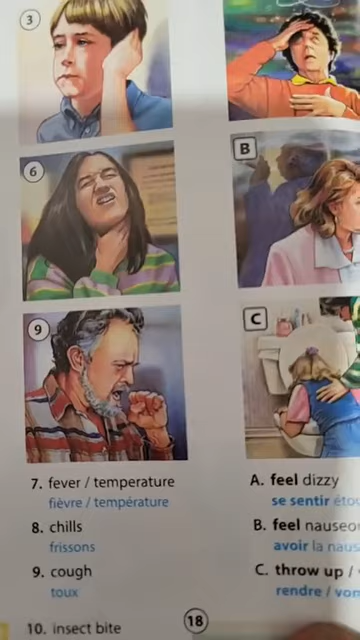 3
6
B
9
C
7. fever / temperature
fièvre / température
8. chills
frissons
9. cough
toux
10. insect bite
A. feel dizzy
se sentir
B. feel
avoir la
C. throw up /
rendre /
18